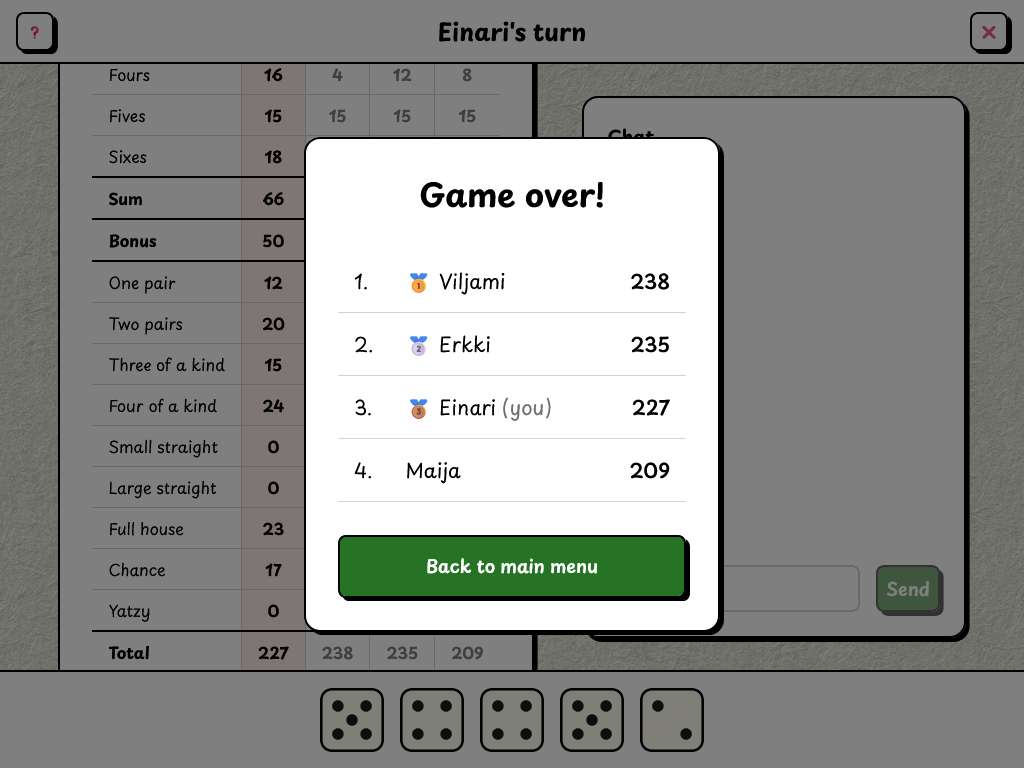 ?
Einari's turn
×
Fours 16 4 12 8
Fives 15 15 15 15
Sixes 18
Sum 66
Bonus 50
One pair 12
Two pairs 20
Three of a kind 15
Four of a kind 24
Small straight 0
Large straight 0
Full house 23
Chance 17
Yatzy 0
Total 227 238 235 209
Chat
Game over!
1. 1 Viljami 238
2. 2 Erkki 235
3. 3 Einari (you) 227
4. Maija 209
Back to main menu
Send